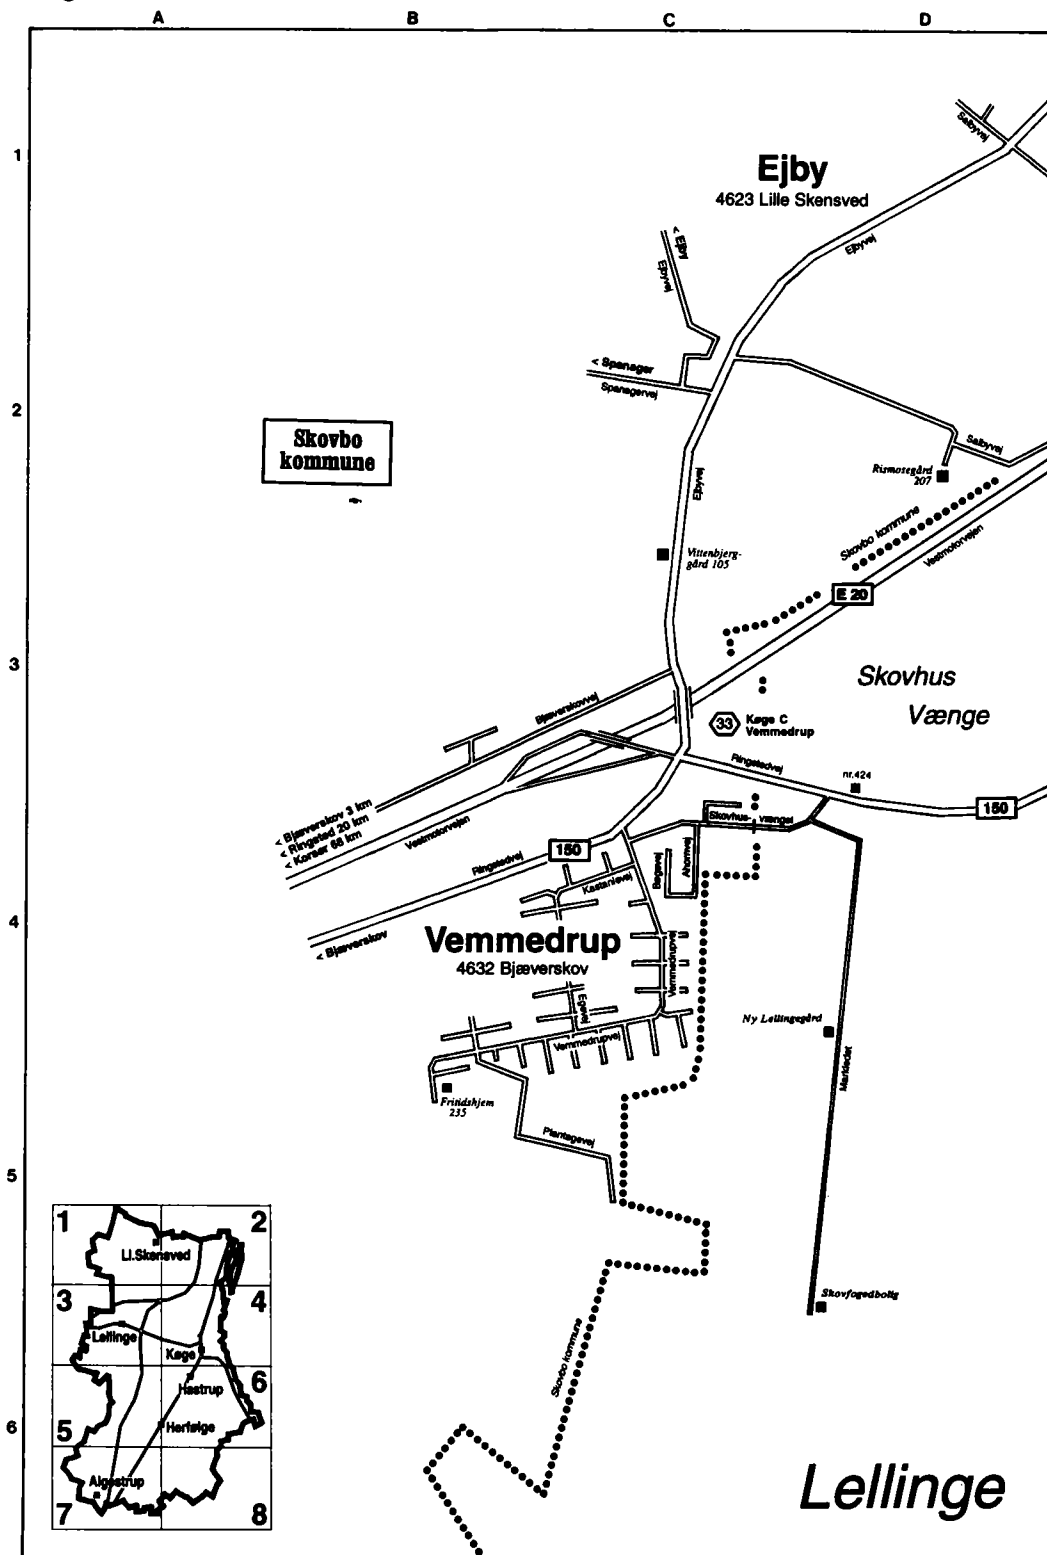 A B C D
1
Salbyvej
Ejby
4623 Lille Skensved
< Ejby
Ejbyvej
Ejbyvej
< Spanager
Spanagervej
2
Skovbo
kommune
Salbyvej
Rismosegård
207
Ejbyvej
Skovbo kommune
Vestmotorvejen
Vittenbjerg-
gård 105
E 20
3
Skovhus
Vænge
Bjæverskovvej
33
Køge C
Vemmedrup
Ringstedvej
nr.424
150
< Bjæverskov 3 km
< Ringsted 20 km
< Korsør 68 km
Vestmotorvejen
Skovhus-
vænget
150
Ringstedvej
Bøgevej
Ahornvej
Kastanievej
4
< Bjæverskov
Vemmedrup
4632 Bjæverskov
Vemmedrupvej
Egevej
Ny Lellingegård
Vemmedrupvej
Markledet
Fritidshjem
235
Plantagevej
5
1
2
Ll.Skensved
3
4
Lellinge
Køge
6
Hastrup
5
Herfølge
Algestrup
7
8
Skovfogedbolig
Skovbo kommune
6
Lellinge